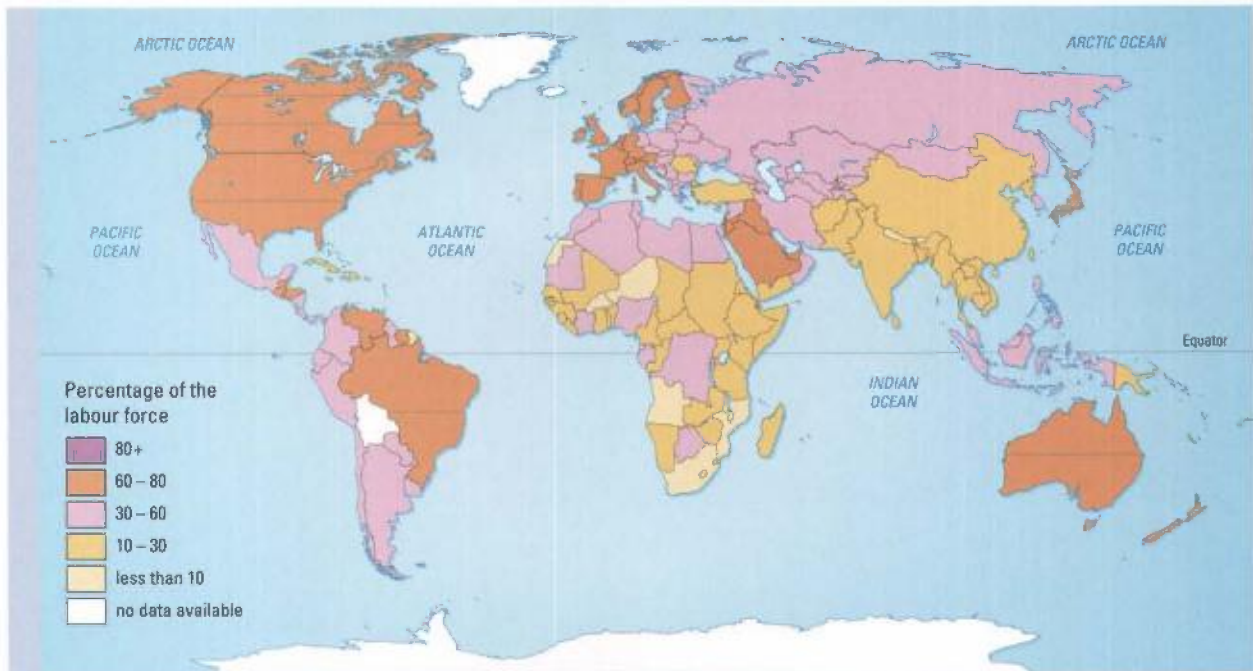 ARCTIC OCEAN
ARCTIC OCEAN
PACIFIC
OCEAN
ATLANTIC
OCEAN
PACIFIC
OCEAN
Equator
INDIAN
OCEAN
Percentage of the
labour force
80+
60 – 80
30 – 60
10 – 30
less than 10
no data available